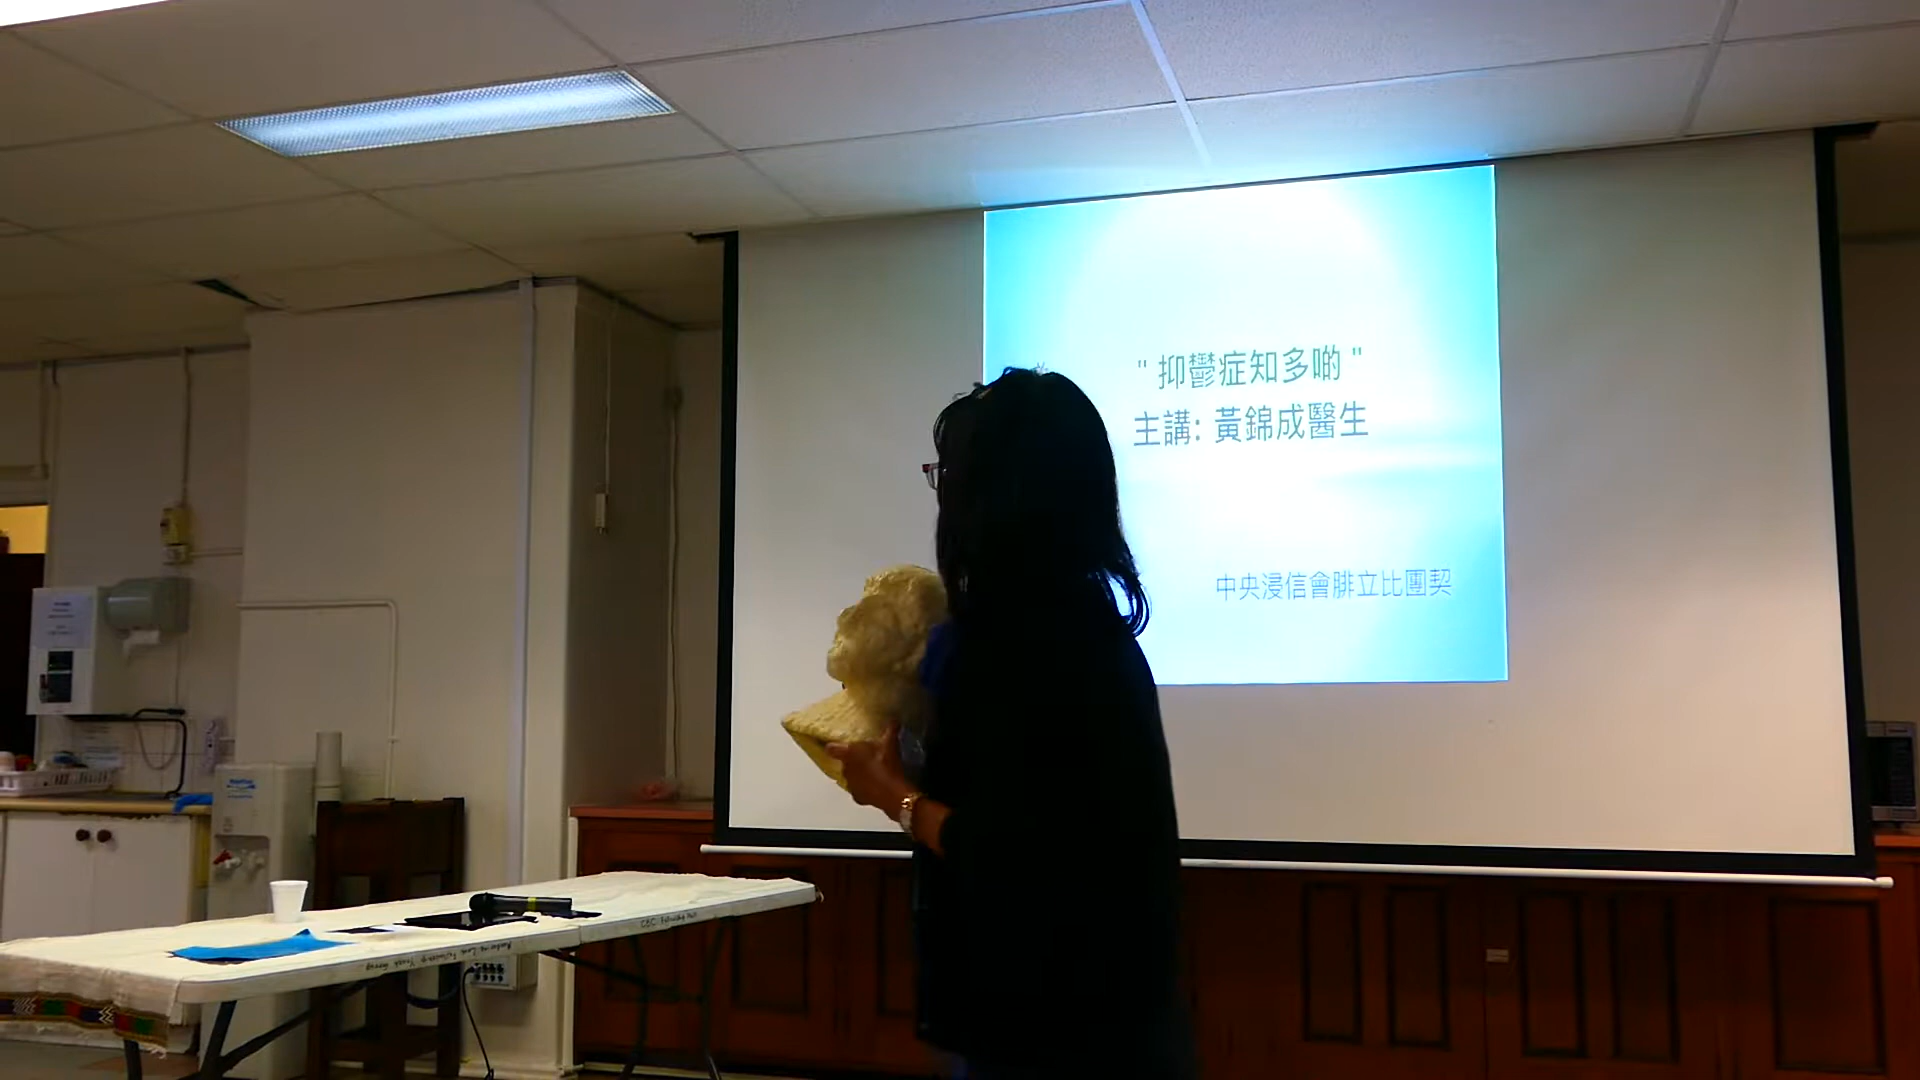 " 抑鬱症知多啲 "
主講: 黃錦成醫生
中央浸信會腓立比團契